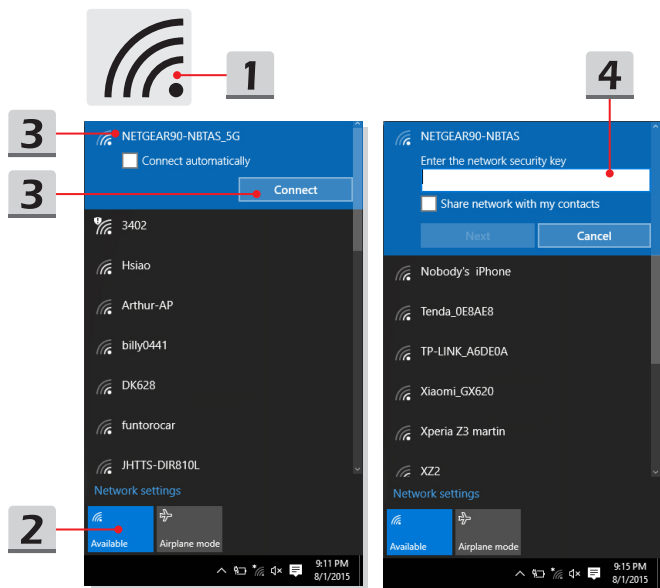 1
3
NETGEAR90-NBTAS_5G
Connect automatically
3
Connect
3402
Hsiao
Arthur-AP
billy0441
DK628
funtorocar
JHTTS-DIR810L
Network settings
2
Available
Airplane mode
9:11 PM
8/1/2015
4
NETGEAR90-NBTAS
Enter the network security key
Share network with my contacts
Next
Cancel
Nobody's iPhone
Tenda_0E8AE8
TP-LINK_A6DE0A
Xiaomi_GX620
Xperia Z3 martin
XZ2
Network settings
Available
Airplane mode
9:15 PM
8/1/2015